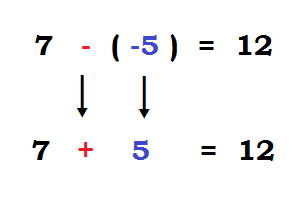 7 - ( -5 ) = 12
7 + 5 = 12